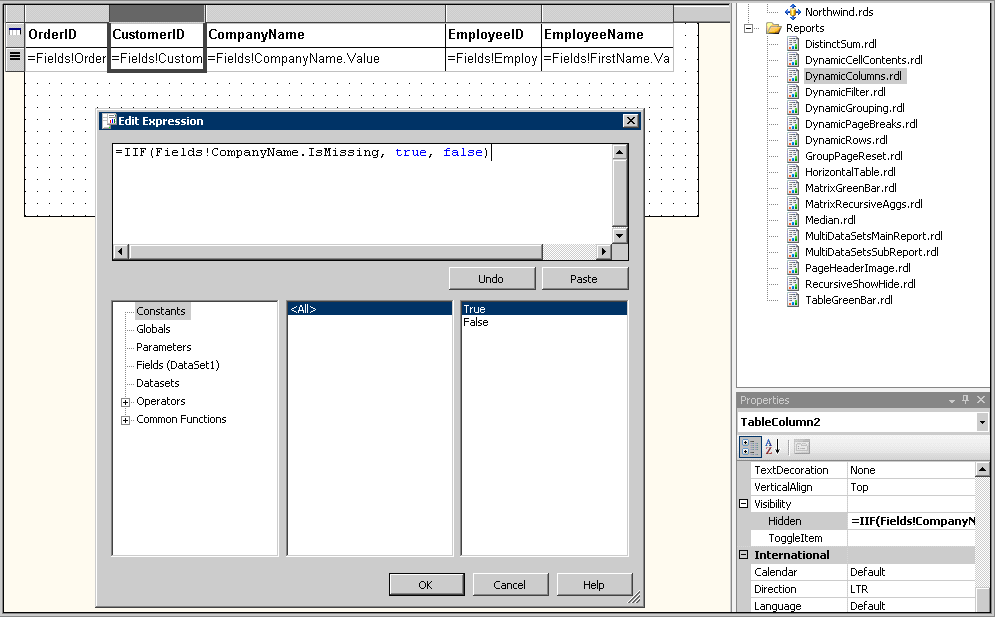 OrderID CustomerID CompanyName EmployeeID EmployeeName
=Fields!Order =Fields!Custom =Fields!CompanyName.Value =Fields!Employ =Fields!FirstName.Va
Edit Expression
=IIF(Fields!CompanyName.IsMissing, true, false)
Undo Paste
Constants
Globals
Parameters
Fields (DataSet1)
Datasets
Operators
Common Functions
<All>
True
False
OK Cancel Help
Northwind.rds
Reports
DistinctSum.rdl
DynamicCellContents.rdl
DynamicColumns.rdl
DynamicFilter.rdl
DynamicGrouping.rdl
DynamicPageBreaks.rdl
DynamicRows.rdl
GroupPageReset.rdl
HorizontalTable.rdl
MatrixGreenBar.rdl
MatrixRecursiveAggs.rdl
Median.rdl
MultiDataSetsMainReport.rdl
MultiDataSetsSubReport.rdl
PageHeaderImage.rdl
RecursiveShowHide.rdl
TableGreenBar.rdl
Properties
TableColumn2
TextDecoration None
VerticalAlign Top
Visibility
Hidden =IIF(Fields!CompanyN
ToggleItem
International
Calendar Default
Direction LTR
Language Default